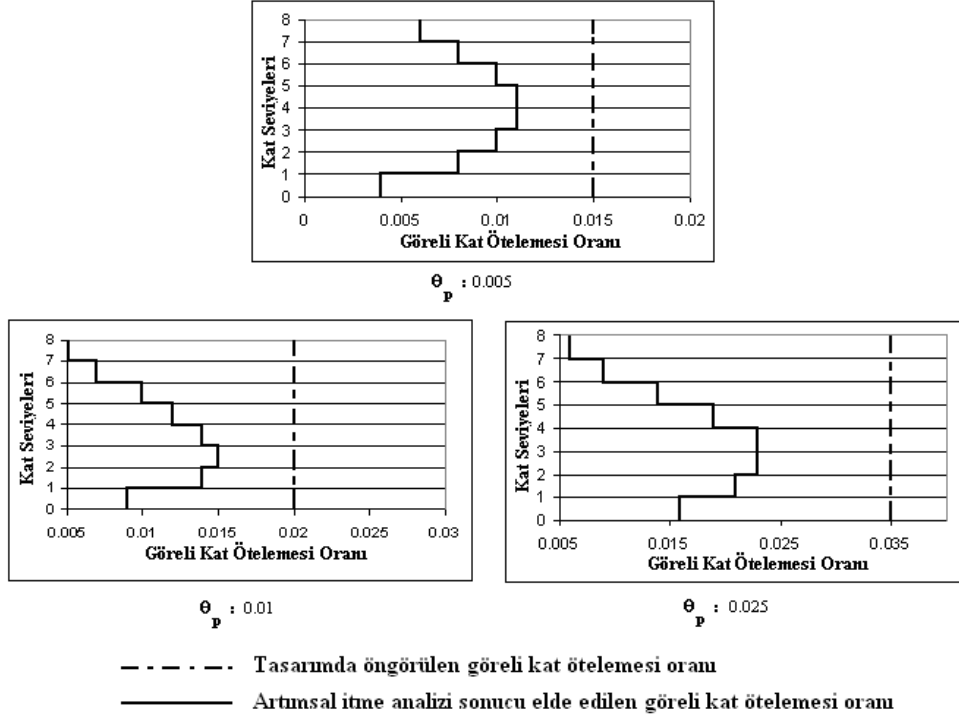 8
7
6
5
4
3
2
1
0
Kat Seviyeleri
0 0.005 0.01 0.015 0.02
Göreli Kat Ötelemesi Oranı
θp : 0.005
8
7
6
5
4
3
2
1
0
Kat Seviyeleri
0.005 0.01 0.015 0.02 0.025 0.03
Göreli Kat Ötelemesi Oranı
θp : 0.01
8
7
6
5
4
3
2
1
0
Kat Seviyeleri
0.005 0.015 0.025 0.035
Göreli Kat Ötelemesi Oranı
θp : 0.025
Tasarımda öngörülen göreli kat ötelemesi oranı
Artımsal itme analizi sonucu elde edilen göreli kat ötelemesi oranı